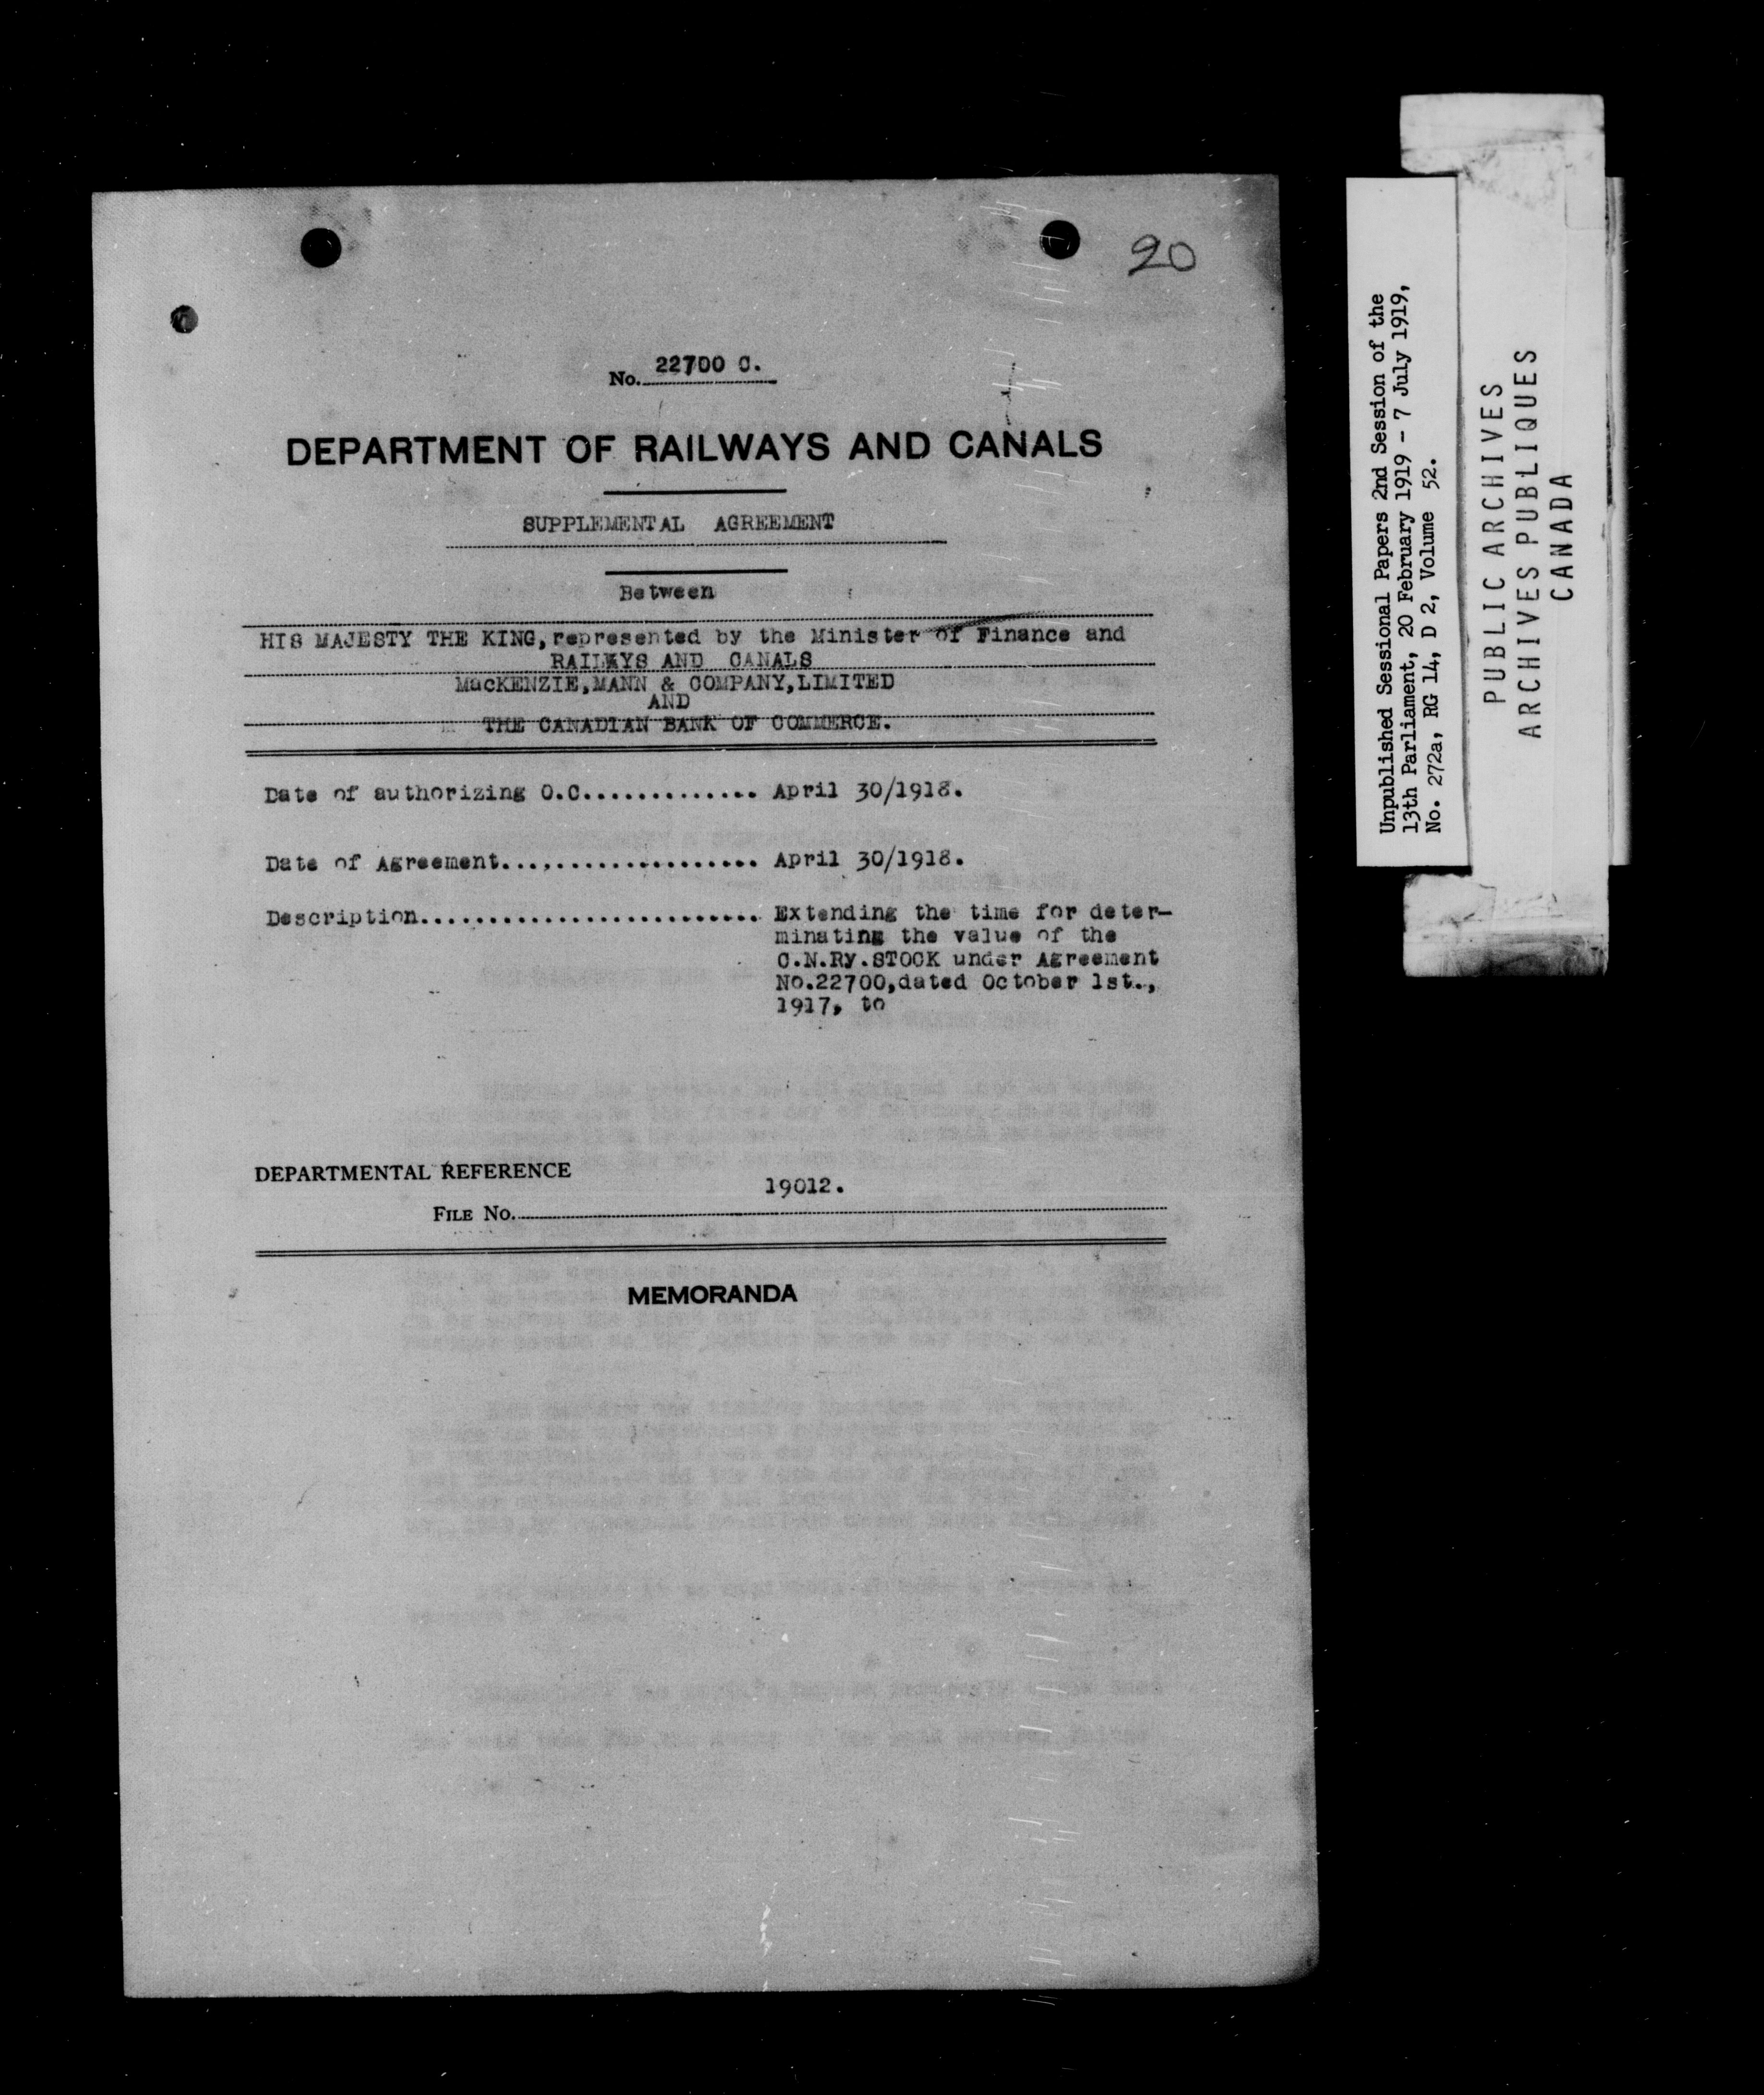 20
No. 22700 C.
DEPARTMENT OF RAILWAYS AND CANALS
SUPPLEMENTAL AGREEMENT
Between
HIS MAJESTY THE KING, represented by the Minister of Finance and
RAILWYS AND CANALS
MacKENZIE, MANN & COMPANY, LIMITED
AND
THE CANADIAN BANK OF COMMERCE.
Date of authorizing O.C............. April 30/1918.
Date of Agreement................... April 30/1918.
Description......................... Extending the time for deter-
minating the value of the
C.N.Ry.STOCK under Agreement
No.22700, dated October 1st.,
1917, to
DEPARTMENTAL REFERENCE
19012.
FILE No.
MEMORANDA
Unpublished Sessional Papers 2nd Session of the
13th Parliament, 20 February 1919 - 7 July 1919,
No. 272a, RG 14, D 2, Volume 52.
PUBLIC ARCHIVES
ARCHIVES PUBLIQUES
CANADA